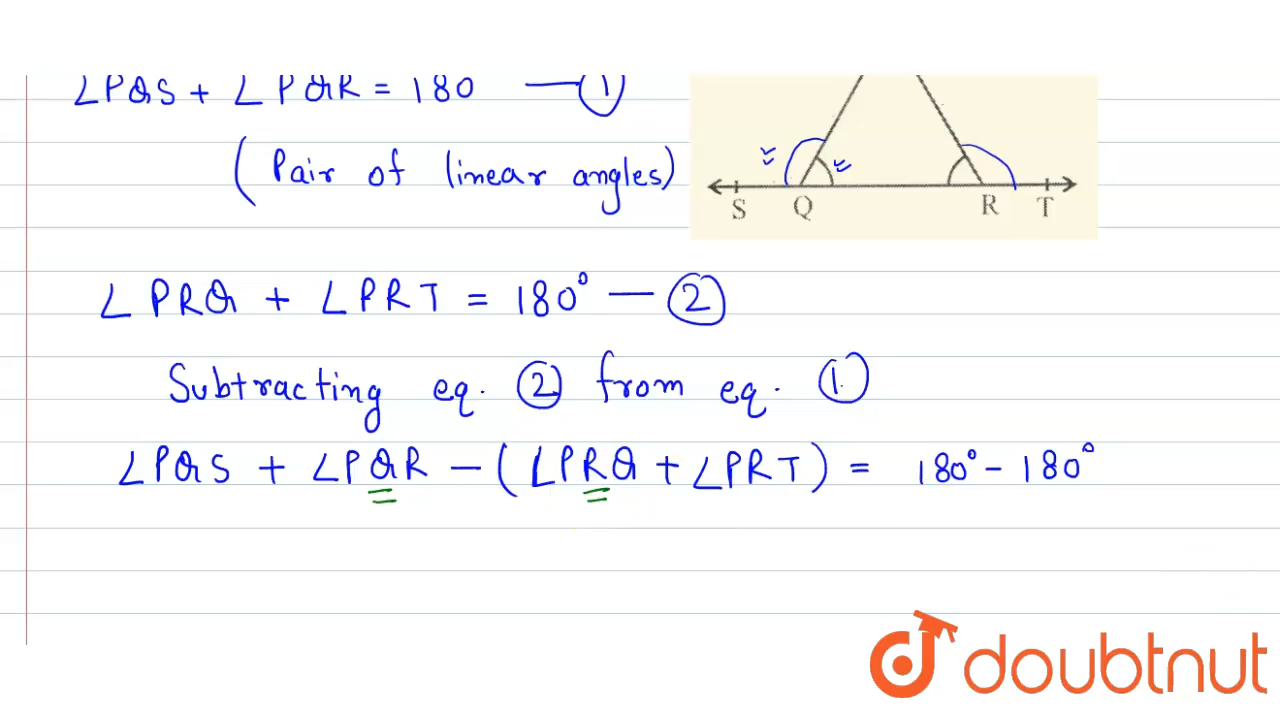 ∠PQS + ∠PQR = 180 — ①
(Pair of linear angles)
S Q R T
∠PRQ + ∠PRT = 180° — ②
Subtracting eq. ② from eq. ①
∠PQS + ∠PQR − (∠PRQ + ∠PRT) = 180° − 180°
doubtnut